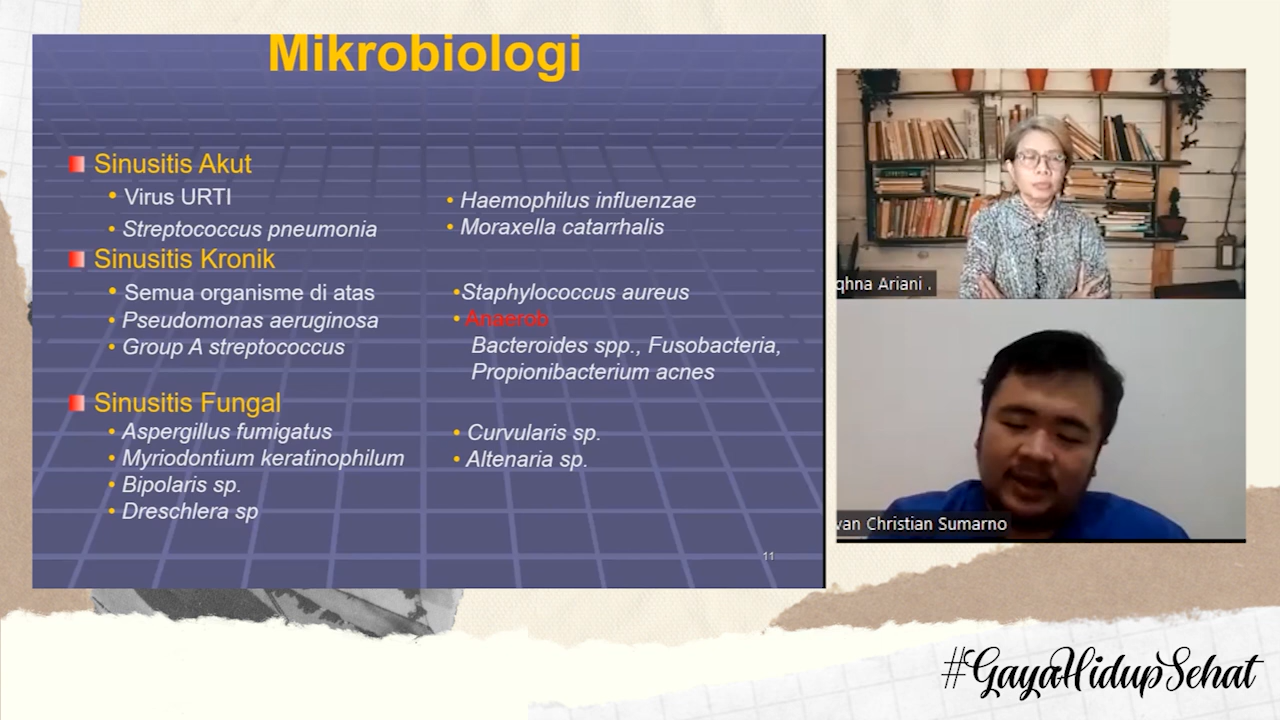 Mikrobiologi
Sinusitis Akut
Virus URTI
Streptococcus pneumonia
Haemophilus influenzae
Moraxella catarrhalis
Sinusitis Kronik
Semua organisme di atas
Pseudomonas aeruginosa
Group A streptococcus
Staphylococcus aureus
Anaerob
Bacteroides spp., Fusobacteria,
Propionibacterium acnes
Sinusitis Fungal
Aspergillus fumigatus
Myriodontium keratinophilum
Bipolaris sp.
Dreschlera sp
Curvularis sp.
Altenaria sp.
11
qhna Ariani .
van Christian Sumarno
#GayaHidupSehat